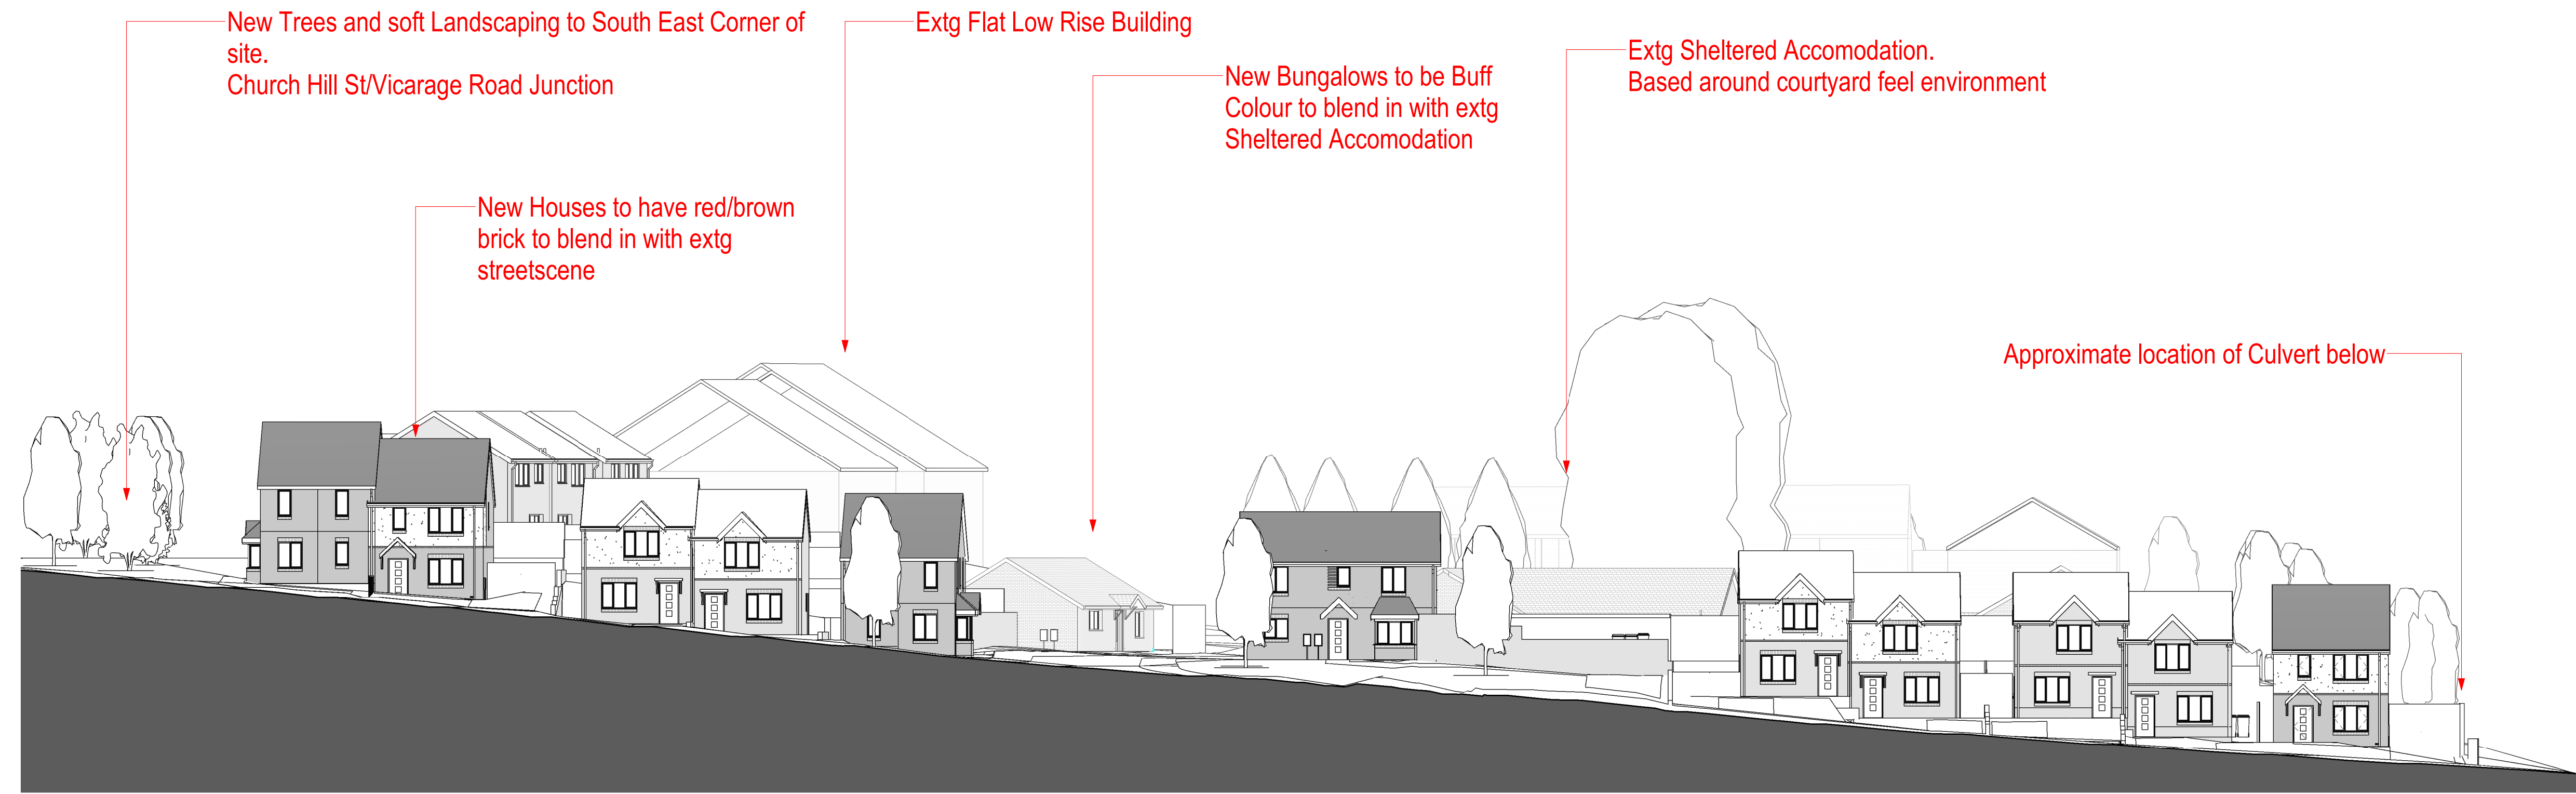 New Trees and soft Landscaping to South East Corner of
site.
Church Hill St/Vicarage Road Junction
Extg Flat Low Rise Building
New Bungalows to be Buff
Colour to blend in with extg
Sheltered Accomodation
Extg Sheltered Accomodation.
Based around courtyard feel environment
New Houses to have red/brown
brick to blend in with extg
streetscene
Approximate location of Culvert below